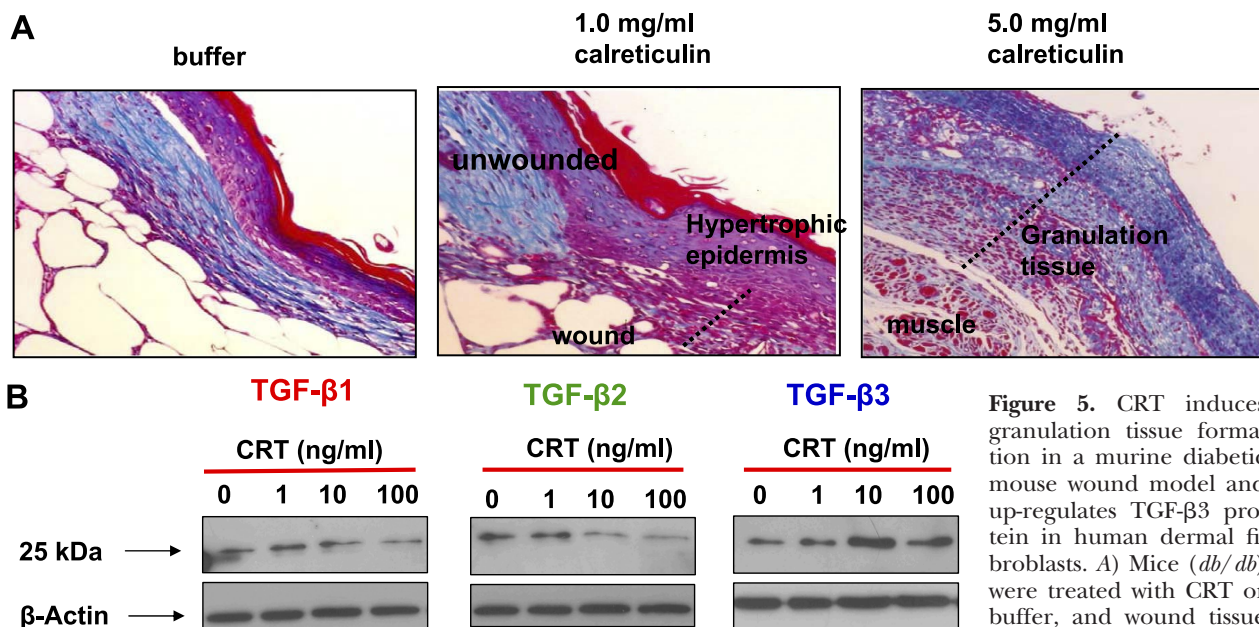 A
buffer
1.0 mg/ml
calreticulin
5.0 mg/ml
calreticulin
unwounded
Hypertrophic
epidermis
wound
Granulation
tissue
muscle
B
TGF-β1
TGF-β2
TGF-β3
CRT (ng/ml)
CRT (ng/ml)
CRT (ng/ml)
0 1 10 100
0 1 10 100
0 1 10 100
25 kDa
β-Actin
Figure 5. CRT induces
granulation tissue forma
tion in a murine diabetic
mouse wound model and
up-regulates TGF-β3 pro
tein in human dermal fi
broblasts. A) Mice (db/db)
were treated with CRT or
buffer, and wound tissue